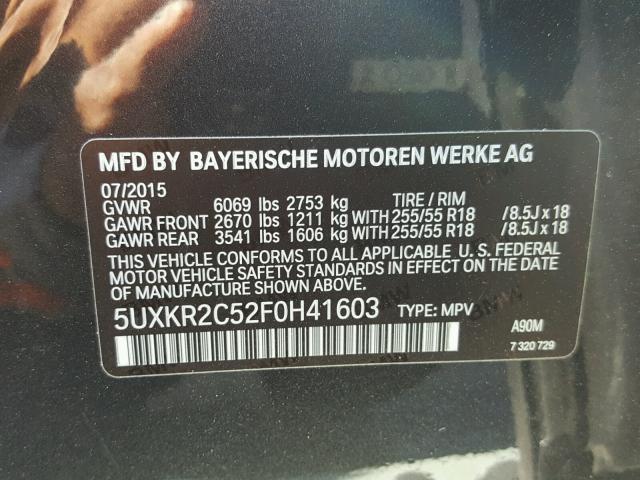 MFD BY BAYERISCHE MOTOREN WERKE AG
07/2015 TIRE / RIM
GVWR 6069 lbs 2753 kg
GAWR FRONT 2670 lbs 1211 kg WITH 255/55 R18 /8.5J x 18
GAWR REAR 3541 lbs 1606 kg WITH 255/55 R18 /8.5J x 18
THIS VEHICLE CONFORMS TO ALL APPLICABLE U. S. FEDERAL
MOTOR VEHICLE SAFETY STANDARDS IN EFFECT ON THE DATE
OF MANUFACTURE SHOWN ABOVE.
5UXKR2C52F0H41603 TYPE: MPV
A90M
7 320 729